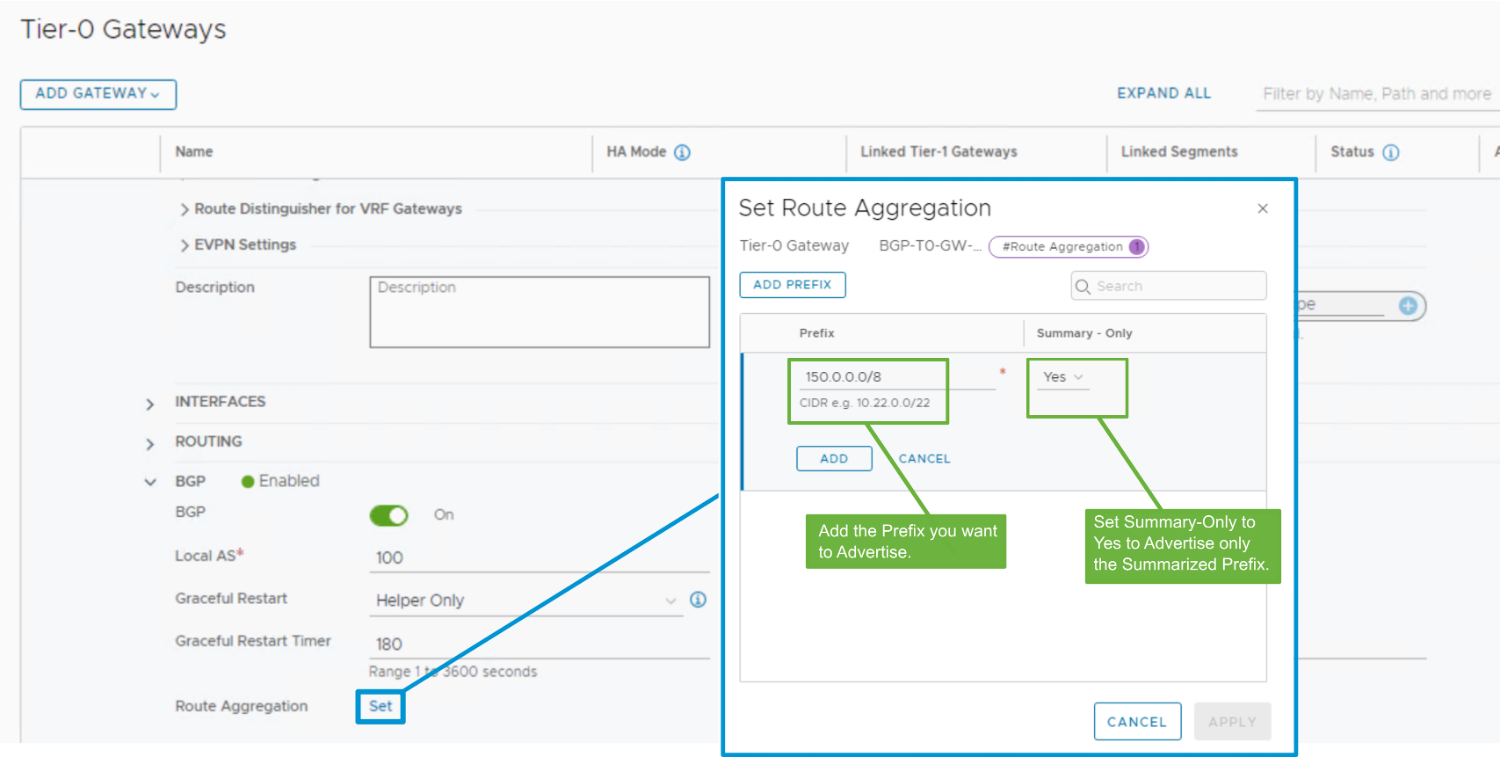 Tier-0 Gateways
ADD GATEWAY
EXPAND ALL
Filter by Name, Path and more
Name
HA Mode
Linked Tier-1 Gateways
Linked Segments
Status
Route Distinguisher for VRF Gateways
EVPN Settings
Description
Description
INTERFACES
ROUTING
BGP
Enabled
BGP
On
Local AS*
100
Graceful Restart
Helper Only
Graceful Restart Timer
180
Range 1 to 3600 seconds
Route Aggregation
Set
Set Route Aggregation
×
Tier-0 Gateway
BGP-T0-GW-...
#Route Aggregation 1
ADD PREFIX
Search
Prefix
Summary - Only
150.0.0.0/8
*
Yes
CIDR e.g. 10.22.0.0/22
ADD
CANCEL
Add the Prefix you want
to Advertise.
Set Summary-Only to
Yes to Advertise only
the Summarized Prefix.
CANCEL
APPLY